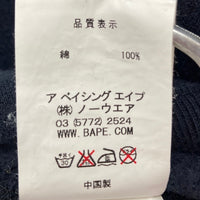 品質表示
綿 100%
ア ベイシング エイプ
(株) ノーウエア
03 (5772) 2524
WWW.BAPE.COM
中国製